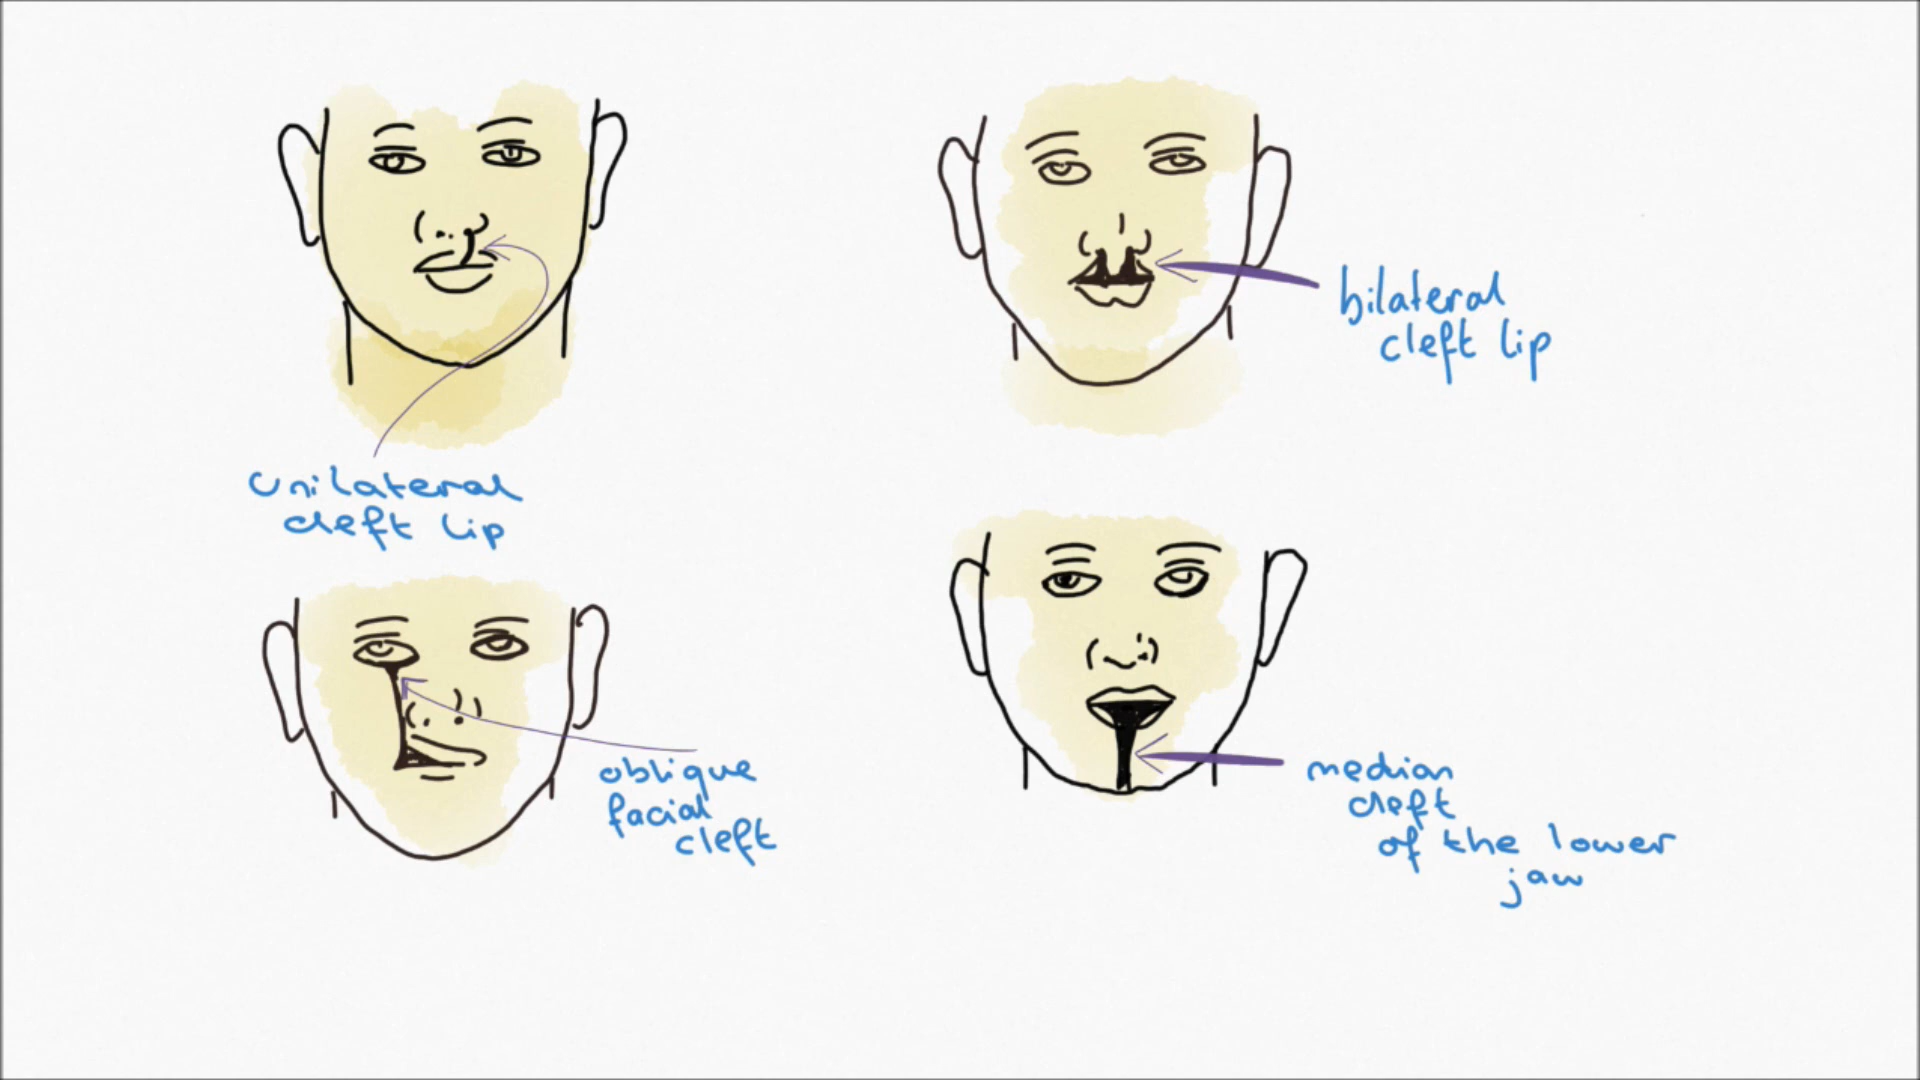 unilateral
cleft lip
bilateral
cleft lip
oblique
facial
cleft
median
cleft
of the lower
jaw